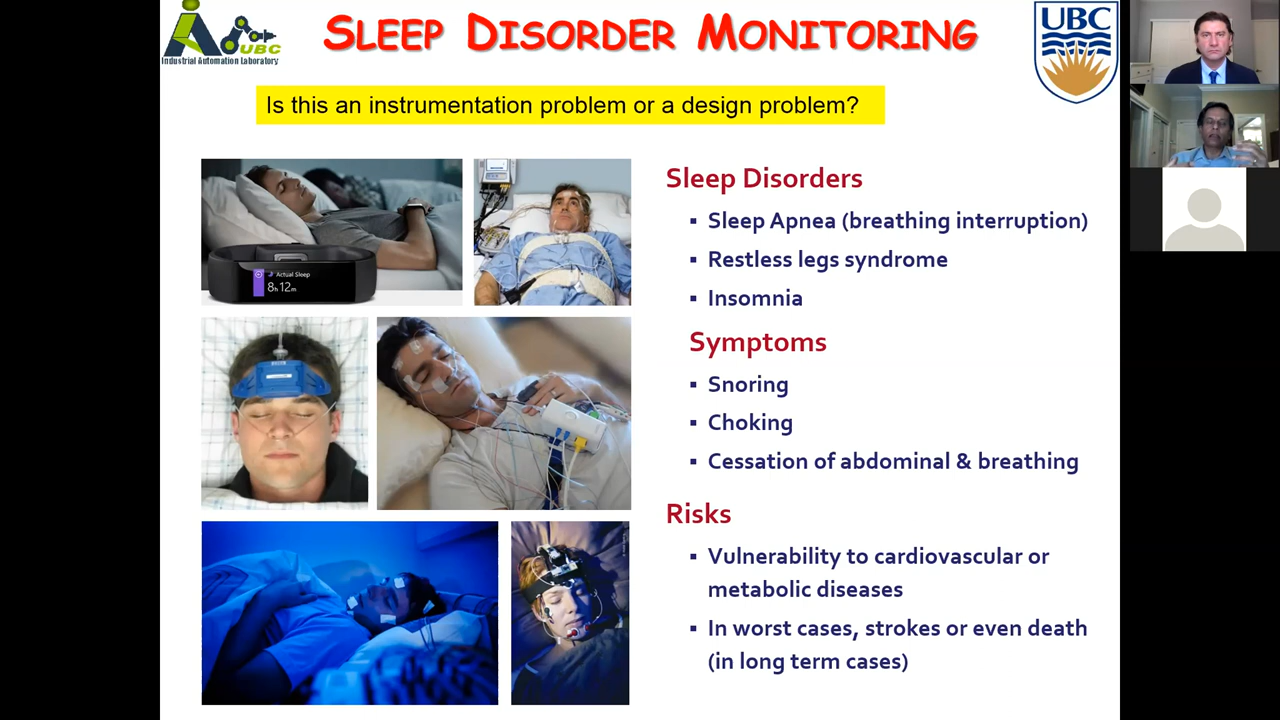 UBC
Industrial Automation Laboratory
SLEEP DISORDER MONITORING
UBC
Is this an instrumentation problem or a design problem?
Actual Sleep
8h 12m
Sleep Disorders
▪ Sleep Apnea (breathing interruption)
▪ Restless legs syndrome
▪ Insomnia
Symptoms
▪ Snoring
▪ Choking
▪ Cessation of abdominal & breathing
Risks
▪ Vulnerability to cardiovascular or
metabolic diseases
▪ In worst cases, strokes or even death
(in long term cases)